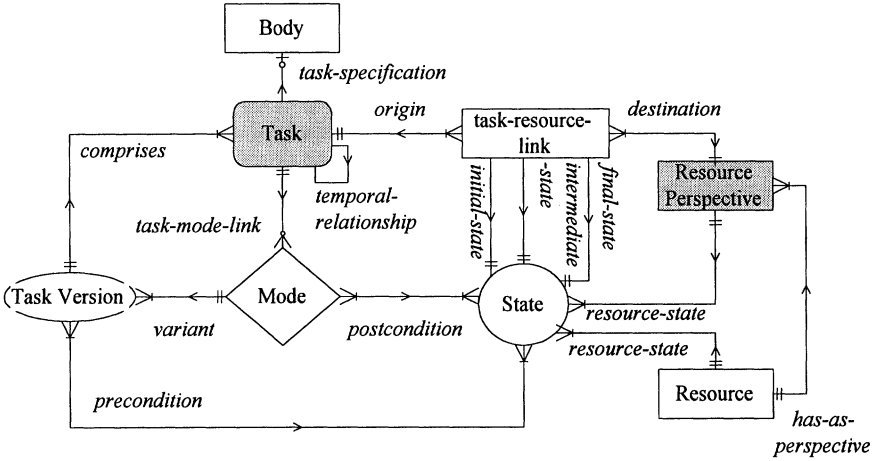 Body
task-specification
origin
destination
Task
task-resource-
link
comprises
Resource
Perspective
initial-state
-state
intermediate
final-state
temporal-
relationship
task-mode-link
(Task Version)
Mode
State
variant
postcondition
resource-state
resource-state
precondition
Resource
has-as-
perspective